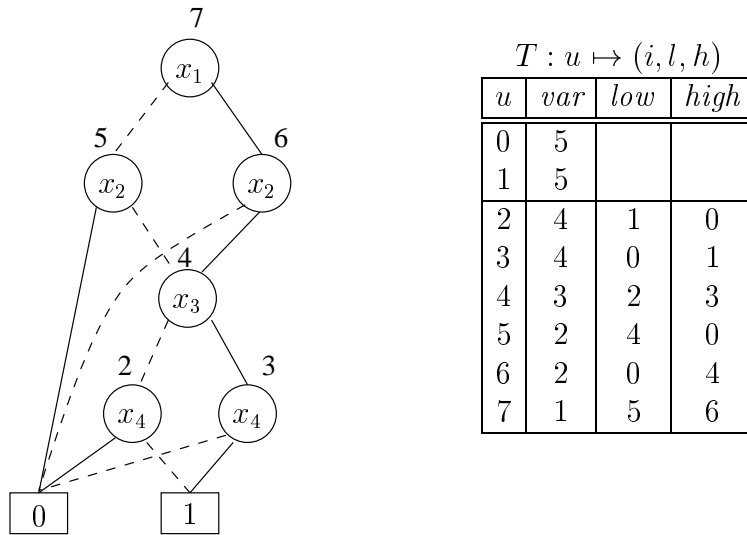 7
x₁
5 6
x₂ x₂
4
x₃
2 3
x₄ x₄
0 1
T : u ↦ (i, l, h)
u var low high
0 5
1 5
2 4 1 0
3 4 0 1
4 3 2 3
5 2 4 0
6 2 0 4
7 1 5 6